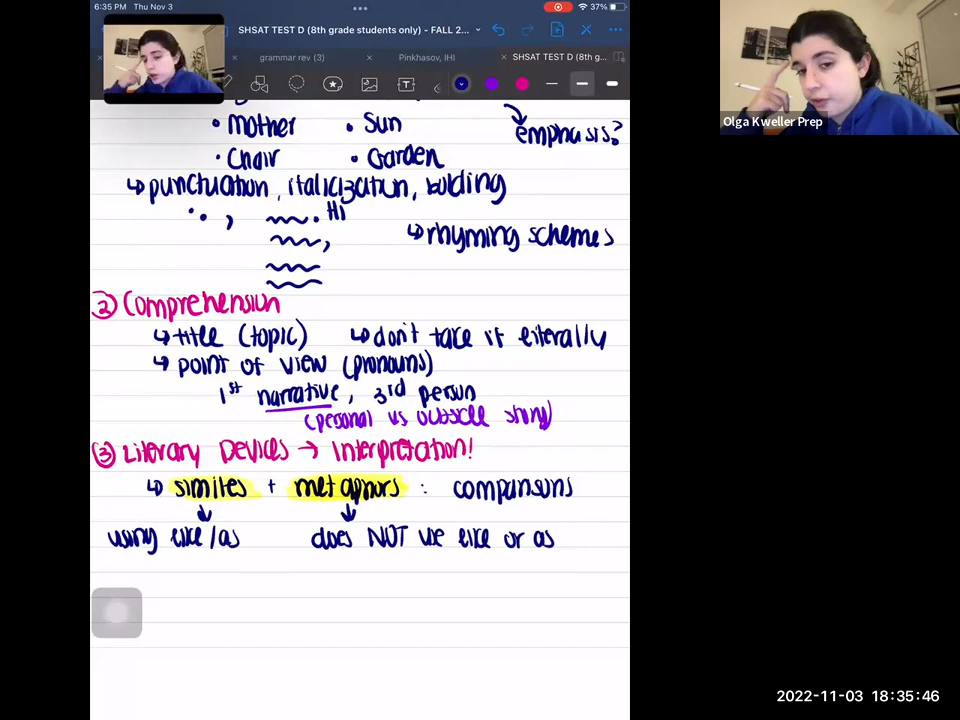 6:35 PM Thu Nov 3
37%
SHSAT TEST D (8th grade students only) - FALL 2...
grammar rev (3)
Pinkhasov, IHI
SHSAT TEST D (8th g...
• Mother • Sun
emphasis?
• Chair • Garden
↳ punctuation, italicization, bolding
• • , . Hi
,
↳ rhyming schemes
② Comprehension
↳ title (topic) ↳ don't take it literally
↳ point of view (pronouns)
1st narrative, 3rd person
(personal vs outside
③ Literary Devices → Interpretation!
↳ similes + metaphors : comparisons
using like/as does NOT use like or as
Olga Kweller Prep
2022-11-03 18:35:46